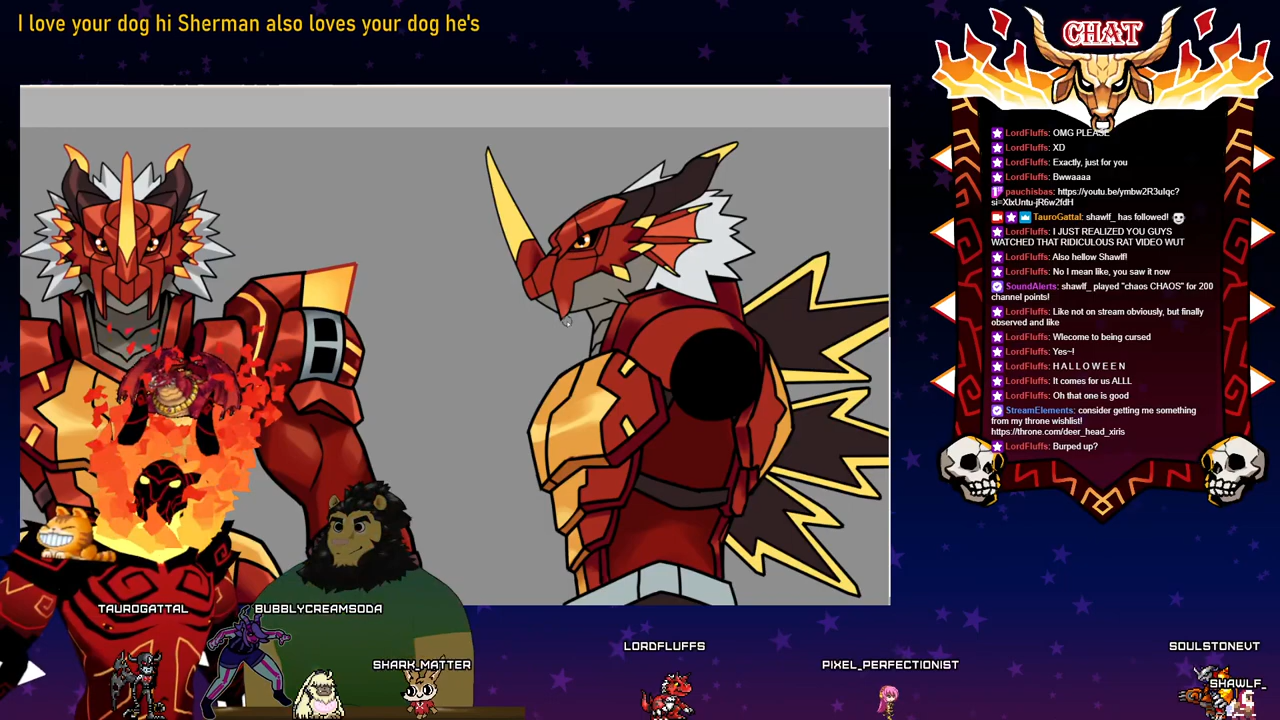 I love your dog hi Sherman also loves your dog he's
CHAT
LordFluffs: OMG PLEASE
LordFluffs: XD
LordFluffs: Exactly, just for you
LordFluffs: Bwwaaaa
pauchisbas: https://youtu.be/ymbw2R3uIqc?
si=XlxUntu-jR6w2fdH
TauroGattal: shawlf_ has followed!
LordFluffs: I JUST REALIZED YOU GUYS
WATCHED THAT RIDICULOUS RAT VIDEO WUT
LordFluffs: Also hellow Shawlf!
LordFluffs: No I mean like, you saw it now
SoundAlerts: shawlf_ played "chaos CHAOS" for 200
channel points!
LordFluffs: Like not on stream obviously, but finally
observed and like
LordFluffs: Wlecome to being cursed
LordFluffs: Yes~!
LordFluffs: H A L L O W E E N
LordFluffs: It comes for us ALLL
LordFluffs: Oh that one is good
StreamElements: consider getting me something
from my throne wishlist!
https://throne.com/deer_head_xiris
LordFluffs: Burped up?
TAUROGATTAL
BUBBLYCREAMSODA
SHARK_MATTER
LORDFLUFFS
PIXEL_PERFECTIONIST
SOULSTONEVT
SHAWLF_